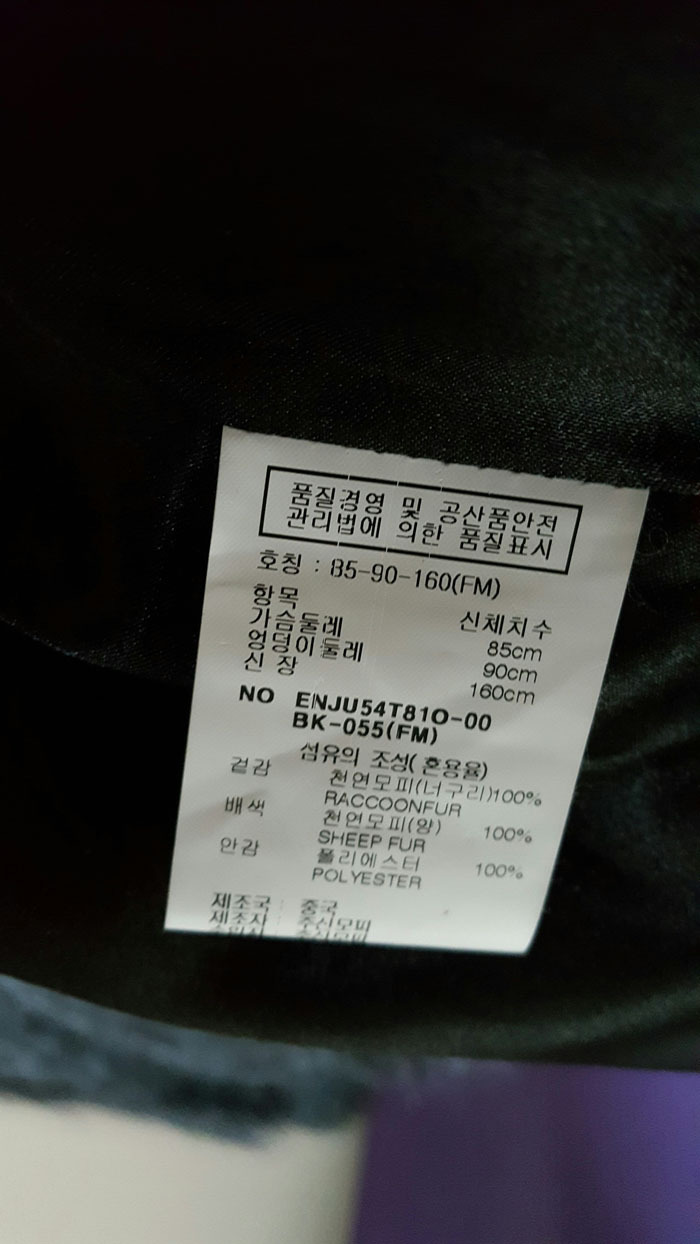 품질경영 및 공산품안전
관리법에 의한 품질표시
호칭 : 85-90-160(FM)
항목 신체치수
가슴둘레 85cm
엉덩이둘레 90cm
신 장 160cm
NO ENJU54T810-00
BK-055(FM)
섬유의 조성(혼용율)
겉감 천연모피(너구리)100%
RACCOONFUR
배색 천연모피(양) 100%
SHEEP FUR
안감 폴리에스터 100%
POLYESTER
제조국 : 중국
제조자 : 조신모피